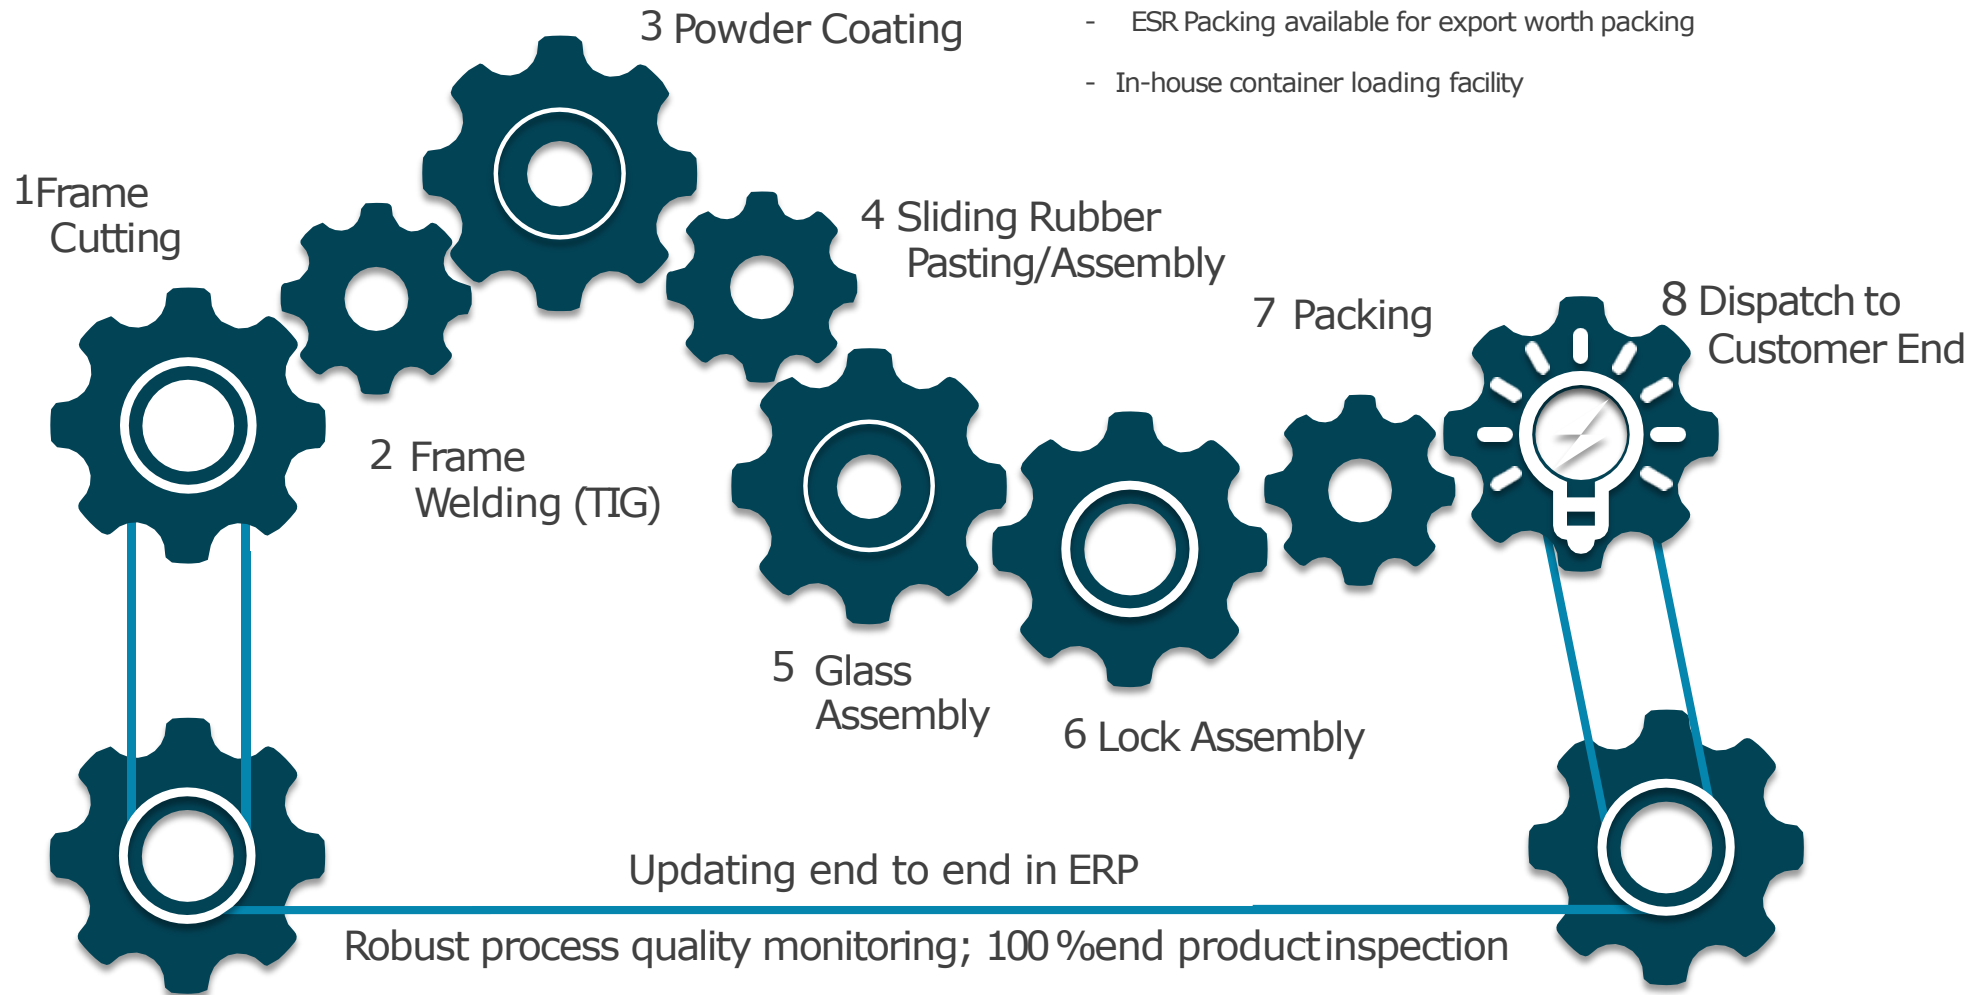 3 Powder Coating
- ESR Packing available for export worth packing
- In-house container loading facility
1Frame
Cutting
4 Sliding Rubber
Pasting/Assembly
7 Packing
8 Dispatch to
Customer End
2 Frame
Welding (TIG)
5 Glass
Assembly
6 Lock Assembly
Updating end to end in ERP
Robust process quality monitoring; 100 %end product inspection